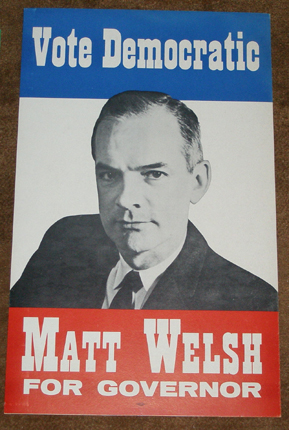 Vote Democratic
MATT WELSH
FOR GOVERNOR